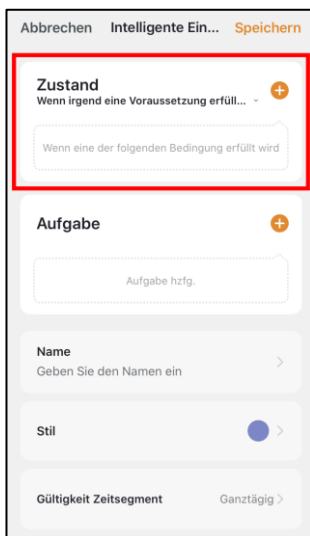 Abbrechen Intelligente Ein... Speichern
Zustand
Wenn irgend eine Voraussetzung erfüll...
Wenn eine der folgenden Bedingung erfüllt wird
Aufgabe
Aufgabe hzfg.
Name
Geben Sie den Namen ein
Stil
Gültigkeit Zeitsegment Ganztägig